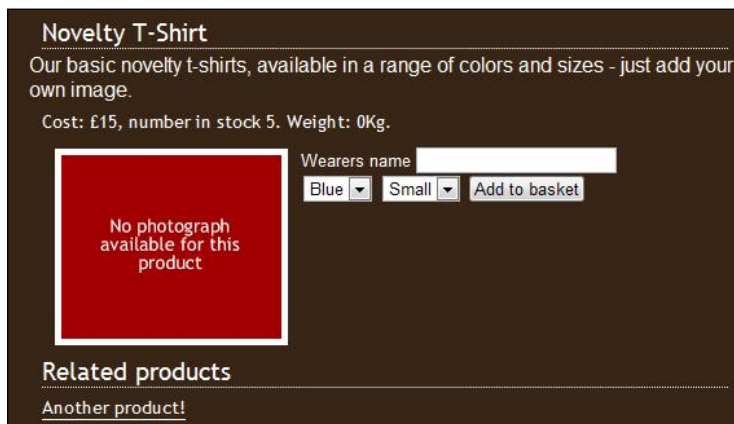 Novelty T-Shirt
Our basic novelty t-shirts, available in a range of colors and sizes - just add your
own image.
Cost: £15, number in stock 5. Weight: 0Kg.
Wearers name
Blue Small Add to basket
No photograph
available for this
product
Related products
Another product!